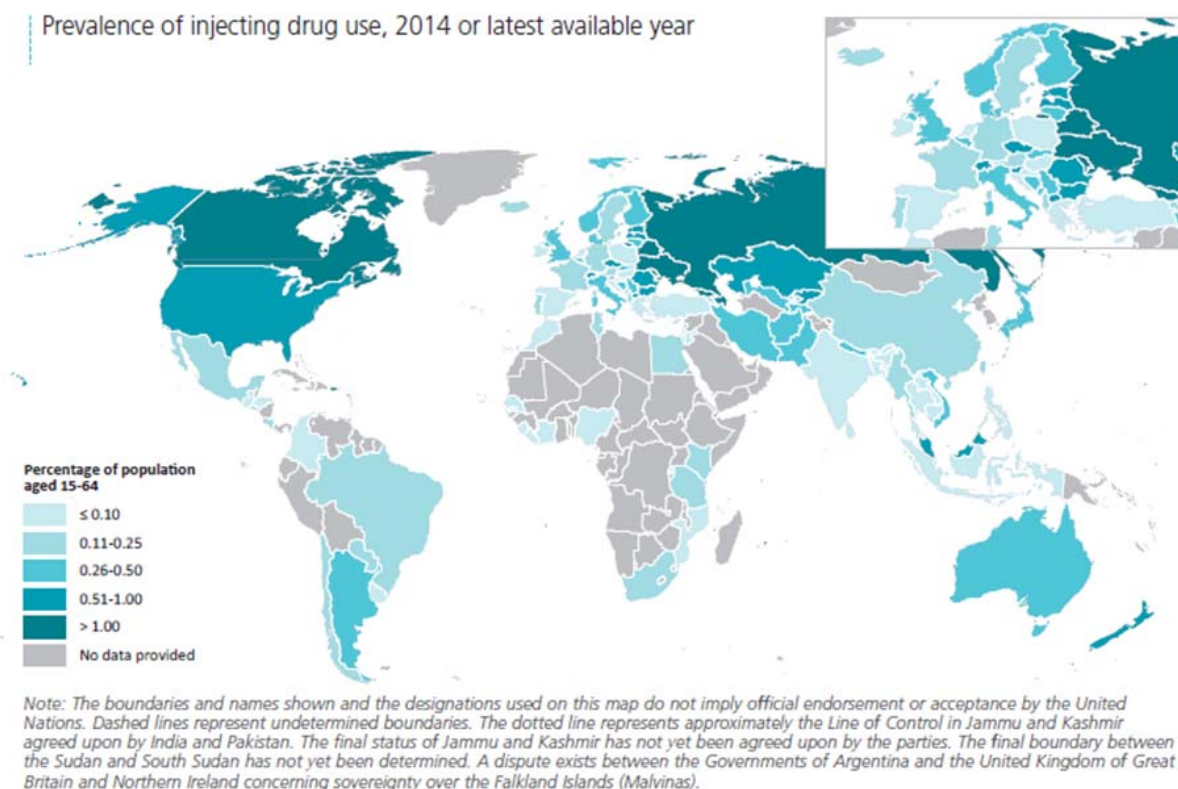 Prevalence of injecting drug use, 2014 or latest available year
Percentage of population
aged 15-64
≤ 0.10
0.11-0.25
0.26-0.50
0.51-1.00
> 1.00
No data provided
Note: The boundaries and names shown and the designations used on this map do not imply official endorsement or acceptance by the United
Nations. Dashed lines represent undetermined boundaries. The dotted line represents approximately the Line of Control in Jammu and Kashmir
agreed upon by India and Pakistan. The final status of Jammu and Kashmir has not yet been agreed upon by the parties. The final boundary between
the Sudan and South Sudan has not yet been determined. A dispute exists between the Governments of Argentina and the United Kingdom of Great
Britain and Northern Ireland concerning sovereignty over the Falkland Islands (Malvinas).